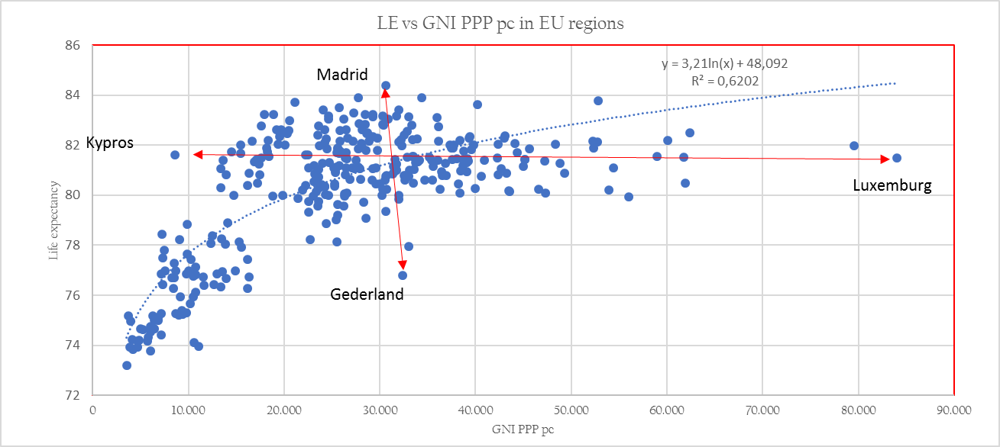 LE vs GNI PPP pc in EU regions
y = 3,21ln(x) + 48,092
R² = 0,6202
Madrid
Kypros
Luxemburg
Gederland
Life expectancy
86
84
82
80
78
76
74
72
0
10.000
20.000
30.000
40.000
50.000
60.000
70.000
80.000
90.000
GNI PPP pc